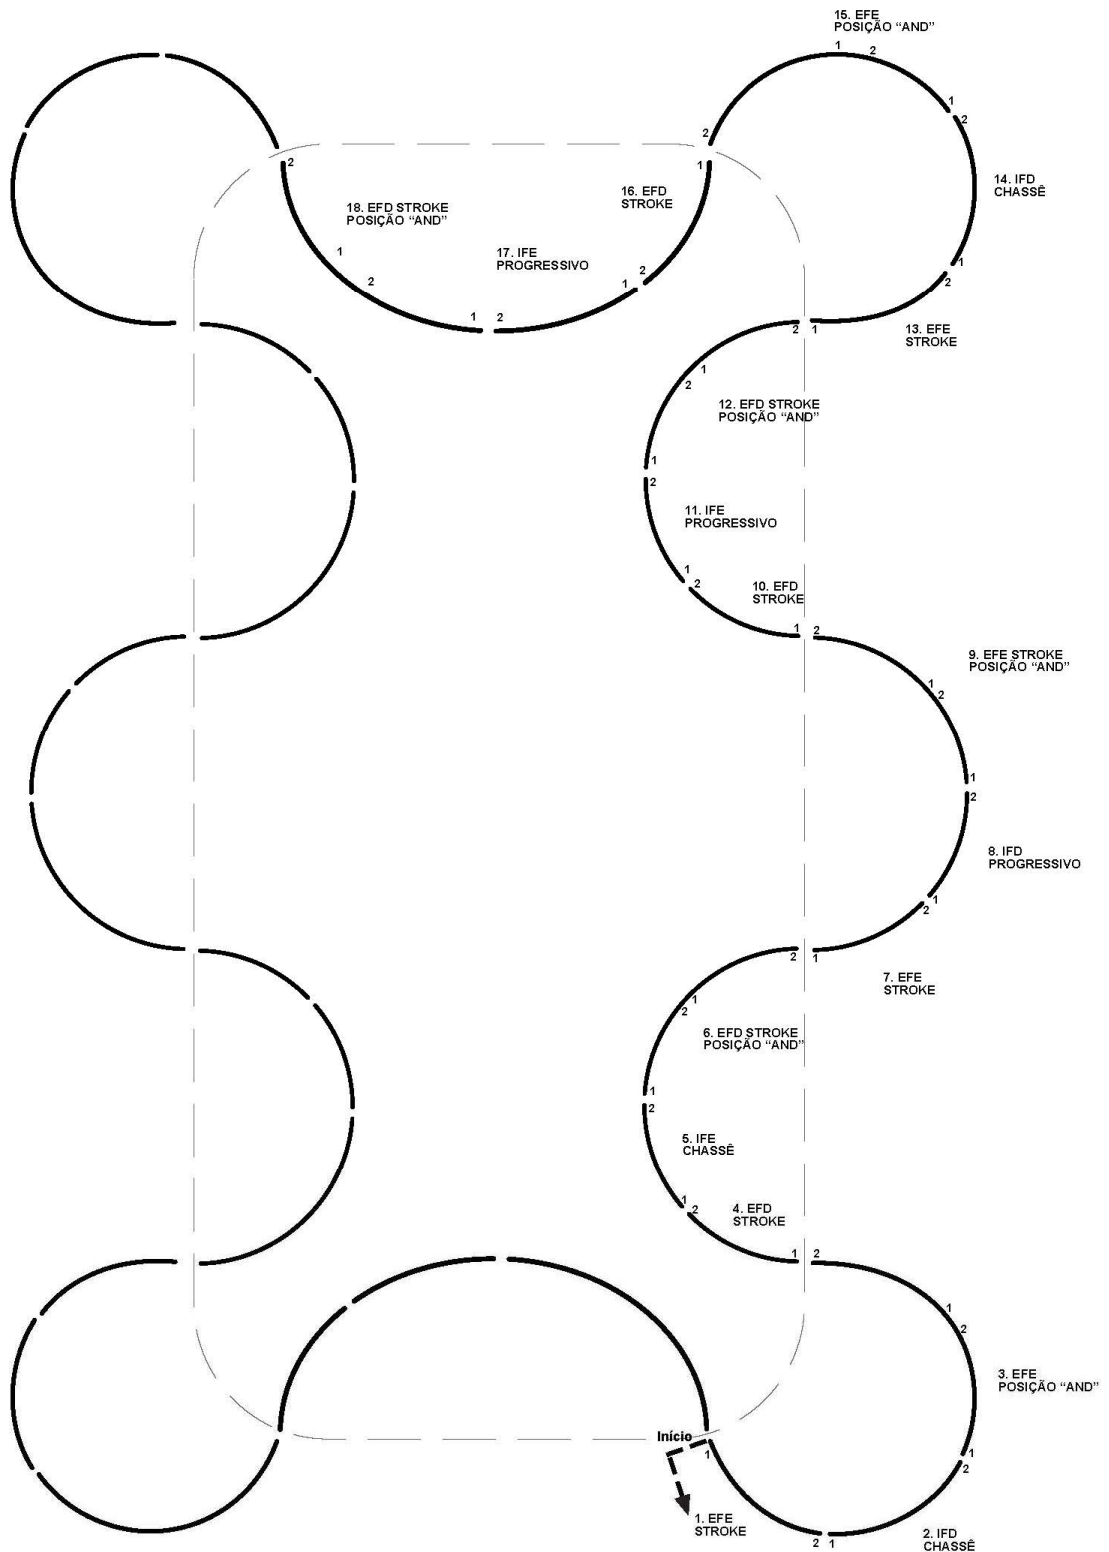 15. EFE
POSIÇÃO “AND”
1
2
1
2
2
1
2
14. IFD
CHASSÊ
16. EFD
STROKE
18. EFD STROKE
POSIÇÃO “AND”
1
2
17. IFE
PROGRESSIVO
2
1
1
2
1
2
2
1
13. EFE
STROKE
1
2
12. EFD STROKE
POSIÇÃO “AND”
1
2
11. IFE
PROGRESSIVO
1
2
10. EFD
STROKE
1
2
9. EFE STROKE
POSIÇÃO “AND”
1
2
1
2
8. IFD
PROGRESSIVO
1
2
2
1
7. EFE
STROKE
1
2
6. EFD STROKE
POSIÇÃO “AND”
1
2
5. IFE
CHASSÊ
1
2
4. EFD
STROKE
1
2
1
2
3. EFE
POSIÇÃO “AND”
1
2
Início
1
1. EFE
STROKE
2
1
2. IFD
CHASSÊ